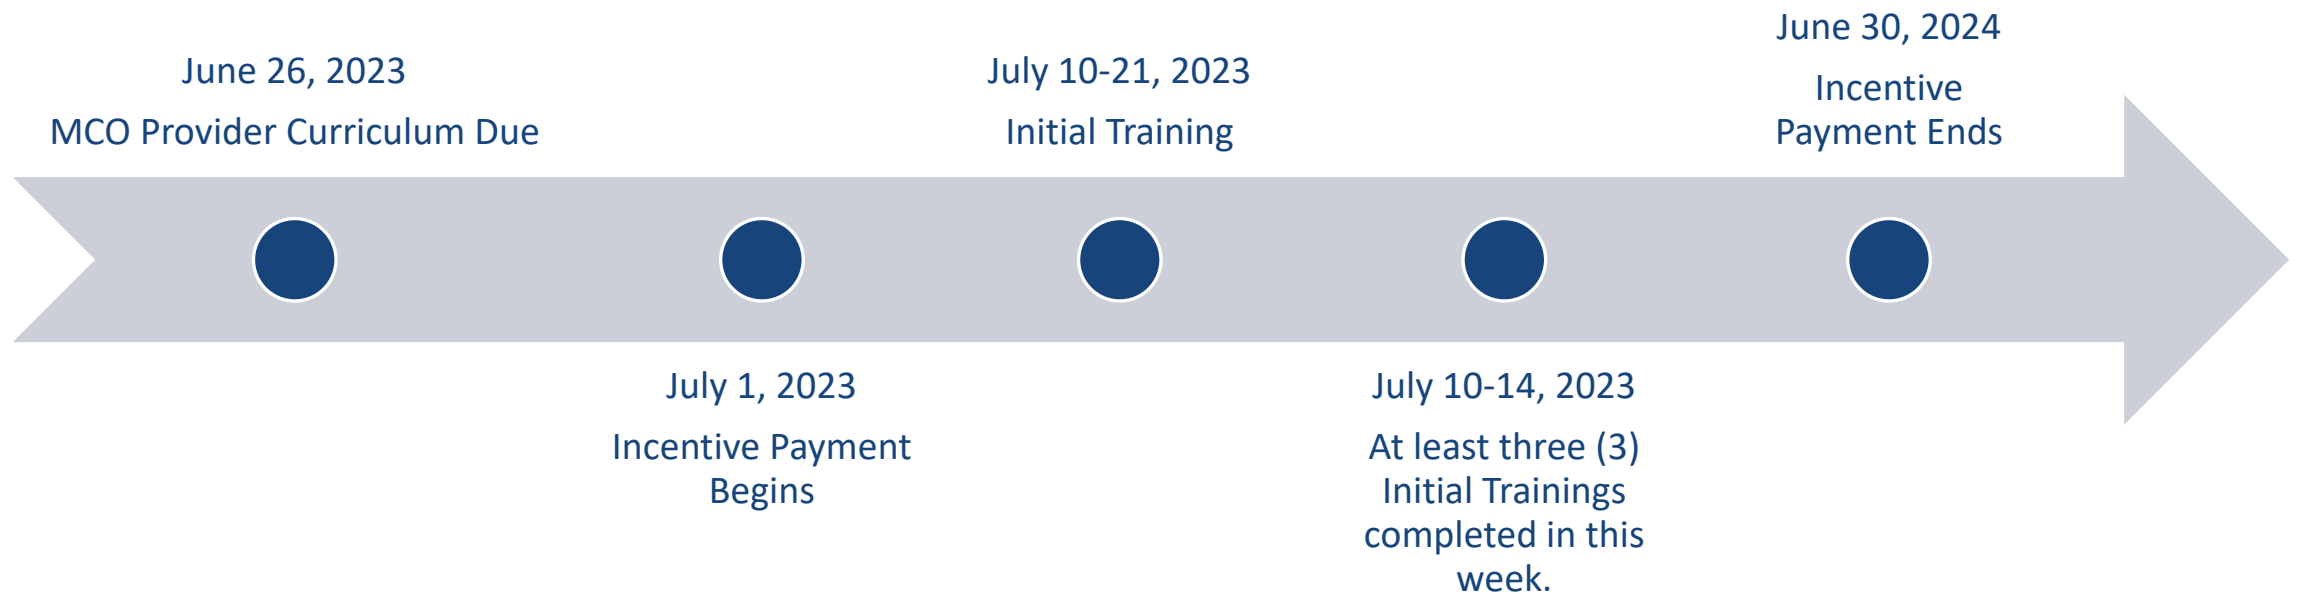 June 26, 2023
MCO Provider Curriculum Due
July 1, 2023
Incentive Payment
Begins
July 10-21, 2023
Initial Training
July 10-14, 2023
At least three (3)
Initial Trainings
completed in this
week.
June 30, 2024
Incentive
Payment Ends